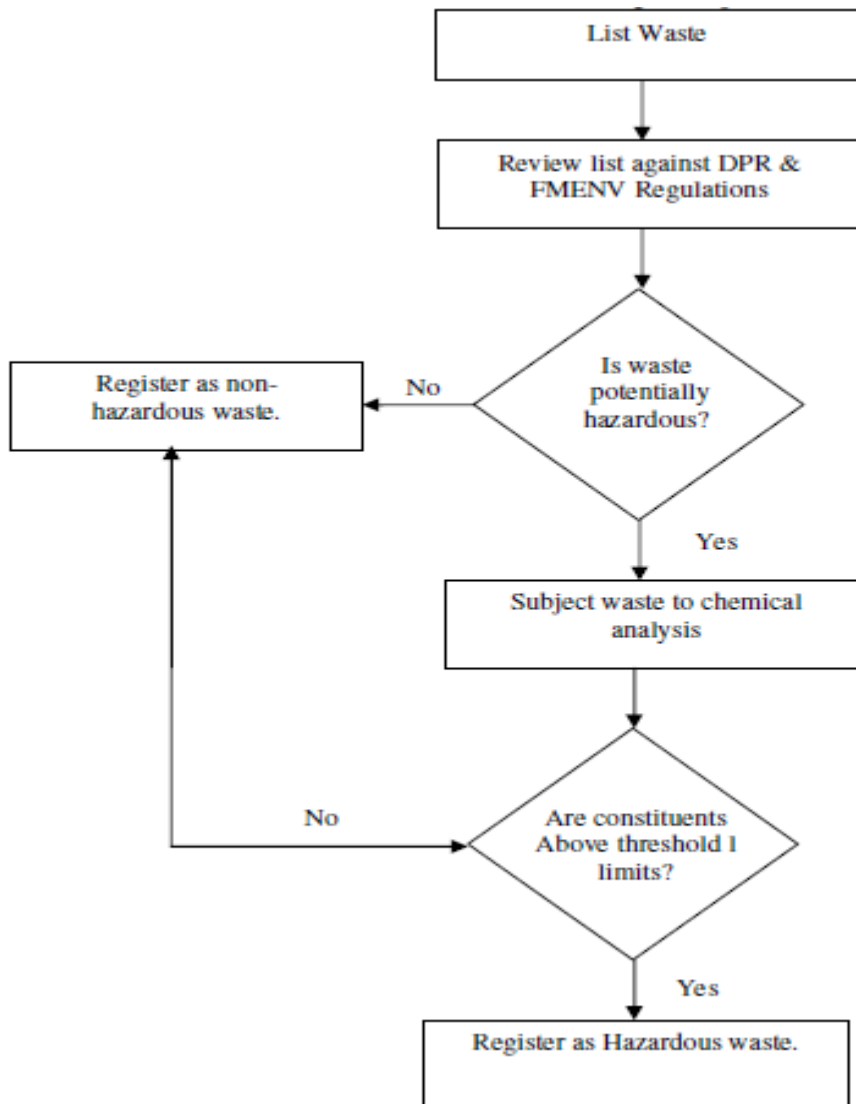 List Waste
Review list against DPR &
FMENV Regulations
Is waste
potentially
hazardous?
No
Register as non-
hazardous waste.
Yes
Subject waste to chemical
analysis
Are constituents
Above threshold l
limits?
No
Yes
Register as Hazardous waste.